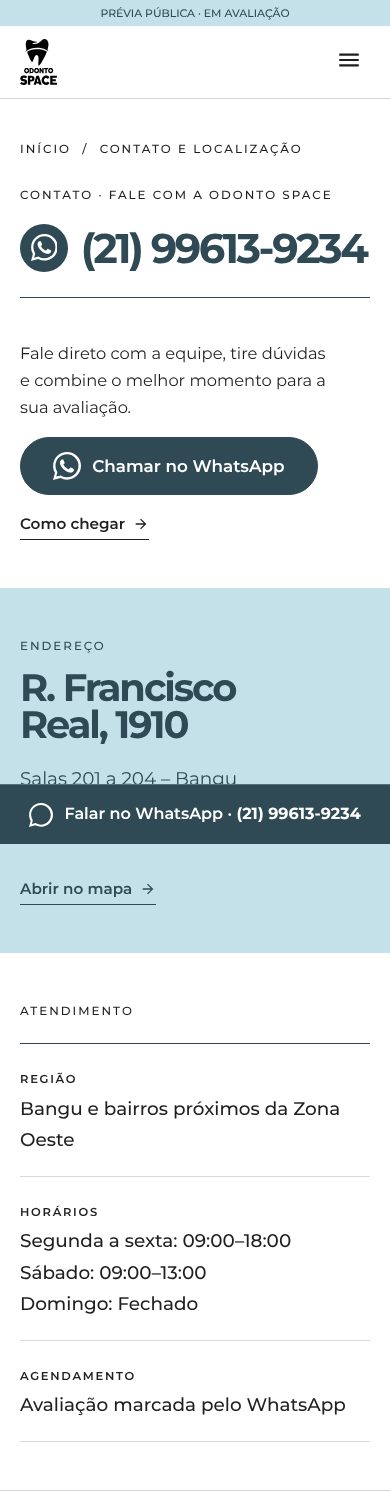 PRÉVIA PÚBLICA · EM AVALIAÇÃO
ODONTO
SPACE
INÍCIO / CONTATO E LOCALIZAÇÃO
CONTATO · FALE COM A ODONTO SPACE
(21) 99613-9234
Fale direto com a equipe, tire dúvidas
e combine o melhor momento para a
sua avaliação.
Chamar no WhatsApp
Como chegar →
ENDEREÇO
R. Francisco
Real, 1910
Salas 201 a 204 – Bangu
Falar no WhatsApp · (21) 99613-9234
Abrir no mapa →
ATENDIMENTO
REGIÃO
Bangu e bairros próximos da Zona
Oeste
HORÁRIOS
Segunda a sexta: 09:00–18:00
Sábado: 09:00–13:00
Domingo: Fechado
AGENDAMENTO
Avaliação marcada pelo WhatsApp